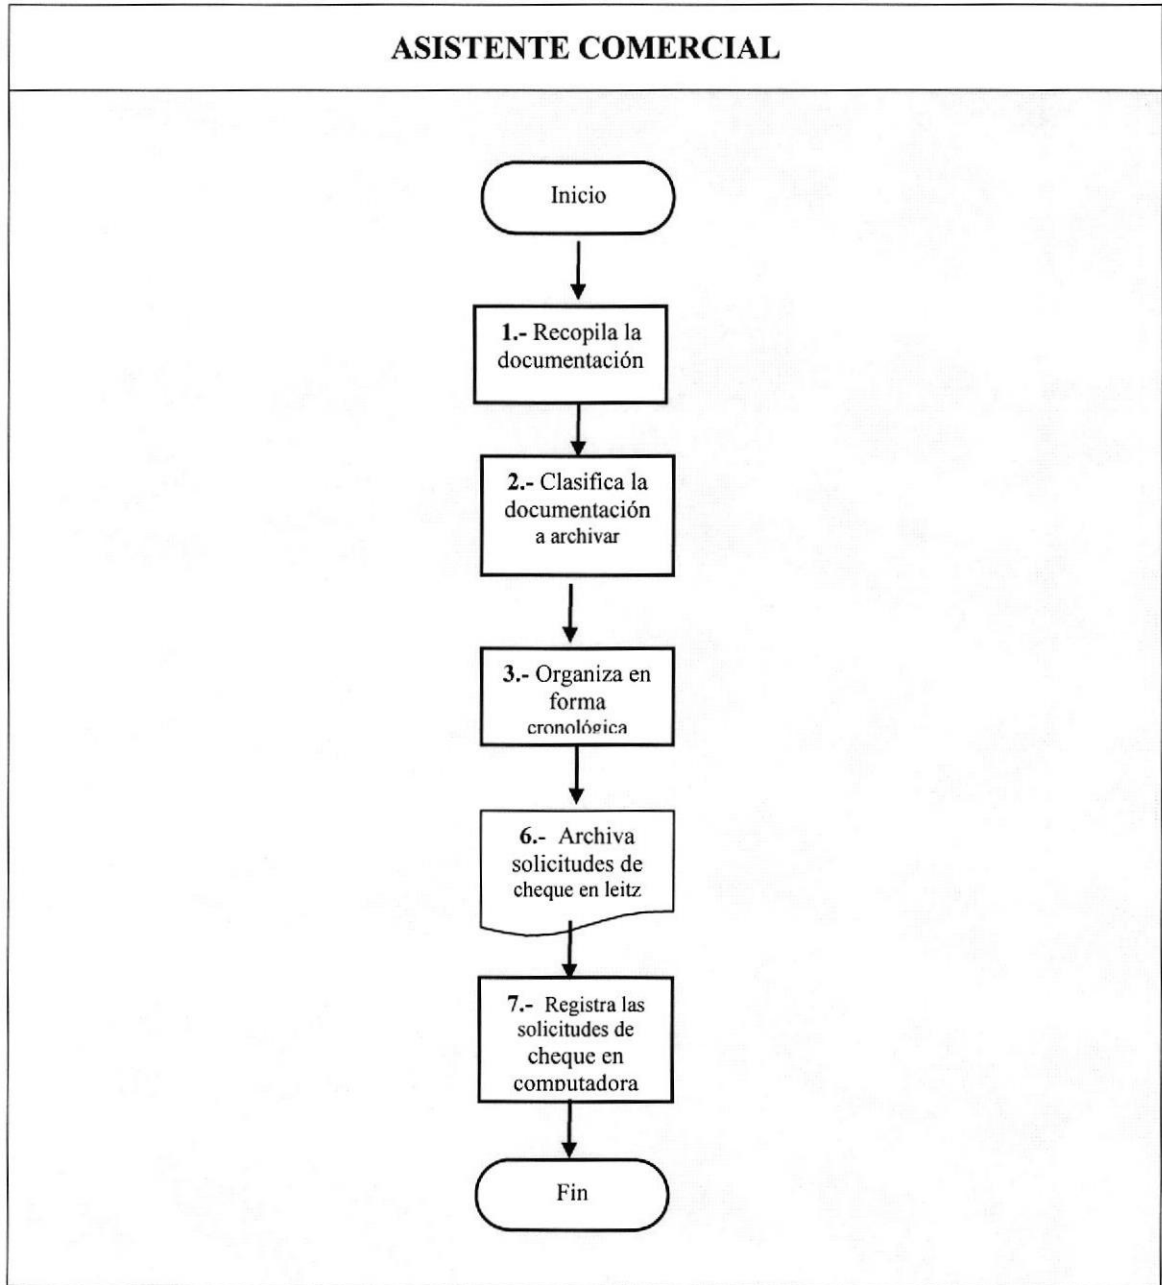 ASISTENTE COMERCIAL
Inicio
1.- Recopila la
documentación
2.- Clasifica la
documentación
a archivar
3.- Organiza en
forma
cronológica
6.- Archiva
solicitudes de
cheque en leitz
7.- Registra las
solicitudes de
cheque en
computadora
Fin